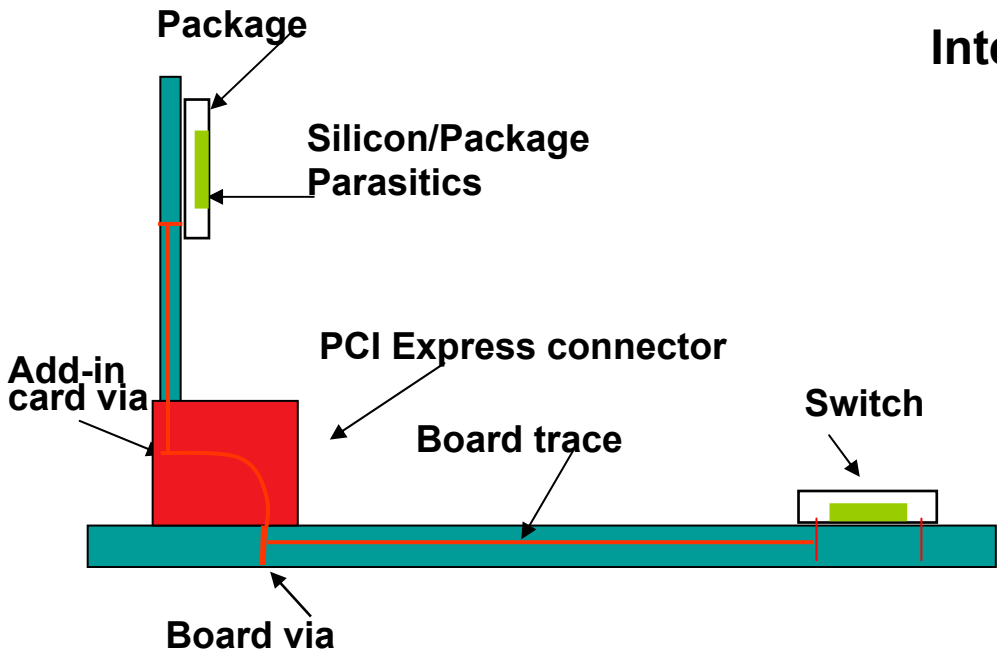 Package
Silicon/Package
Parasitics
PCI Express connector
Add-in
card via
Switch
Board trace
Board via